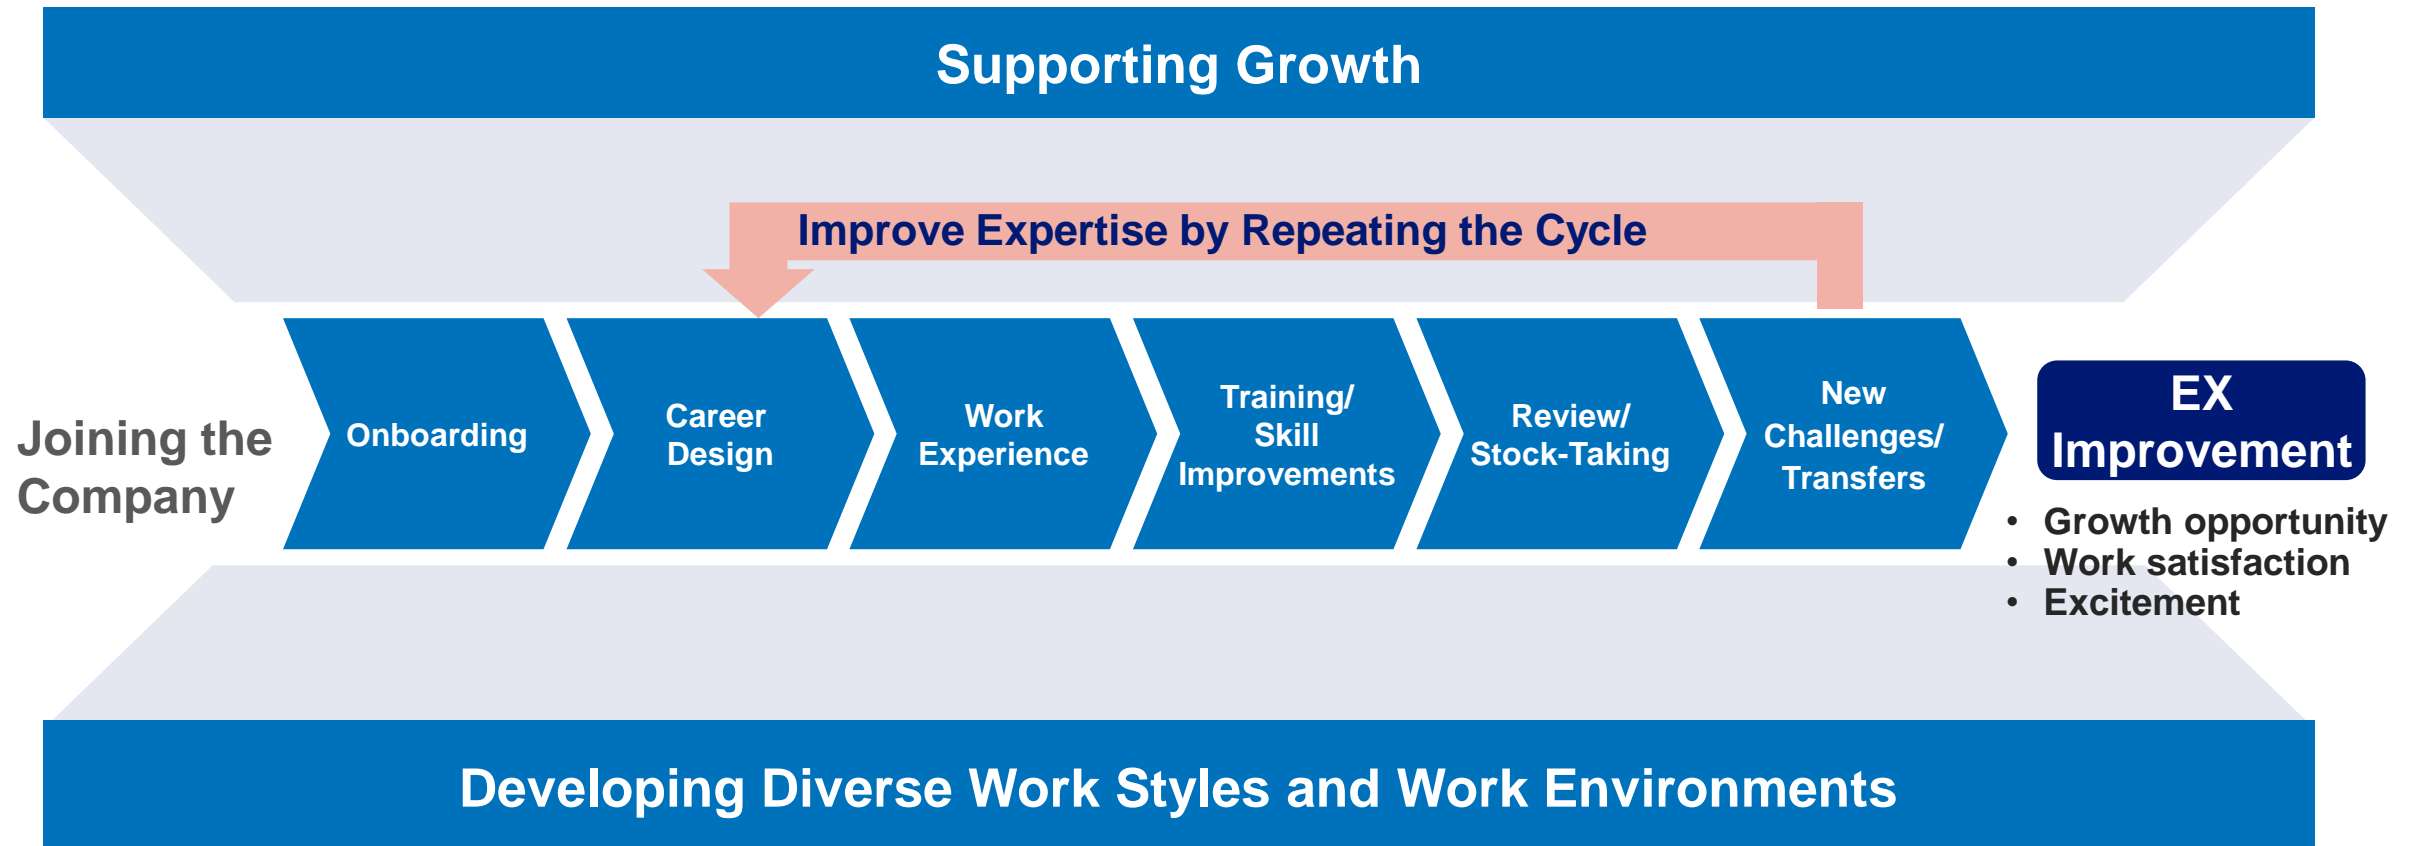 Supporting Growth
Improve Expertise by Repeating the Cycle
Joining the
Company
Onboarding
Career
Design
Work
Experience
Training/
Skill
Improvements
Review/
Stock-Taking
New
Challenges/
Transfers
EX
Improvement
• Growth opportunity
• Work satisfaction
• Excitement
Developing Diverse Work Styles and Work Environments